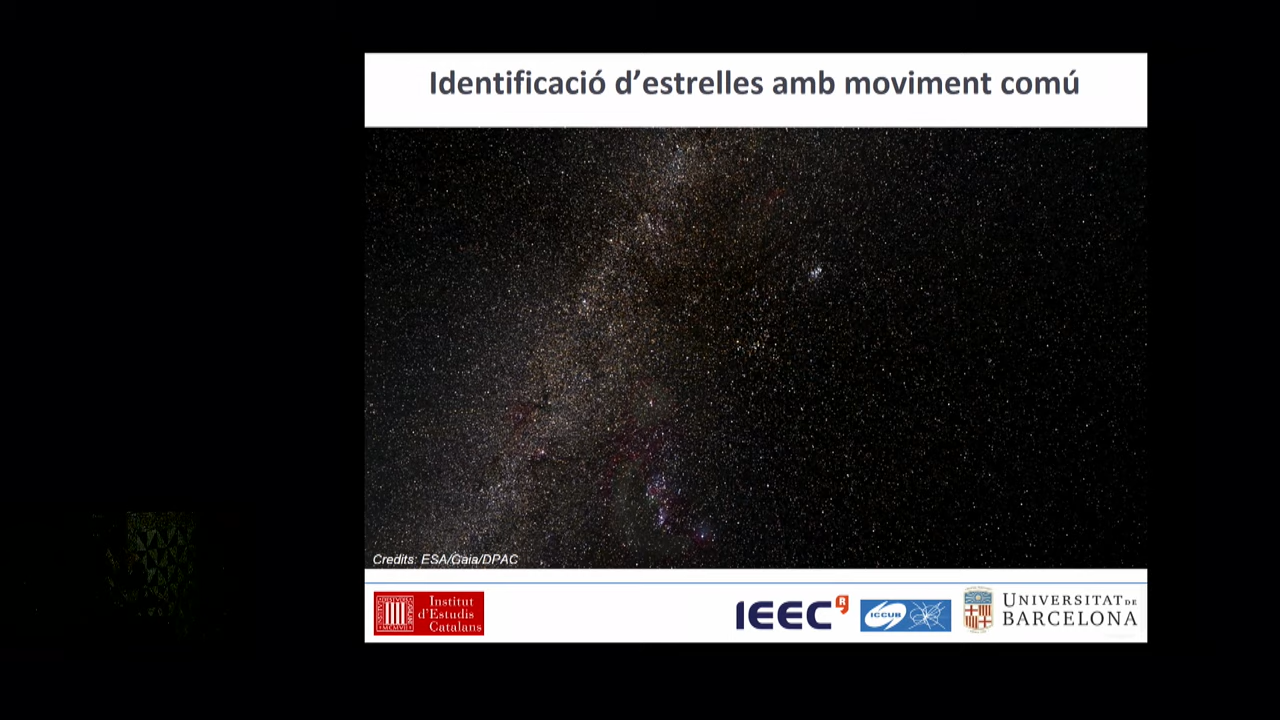 Identificació d'estrelles amb moviment comú
Credits: ESA/Gaia/DPAC
Institut
d'Estudis
Catalans
IEEC R
ICCUB
UNIVERSITAT DE
BARCELONA